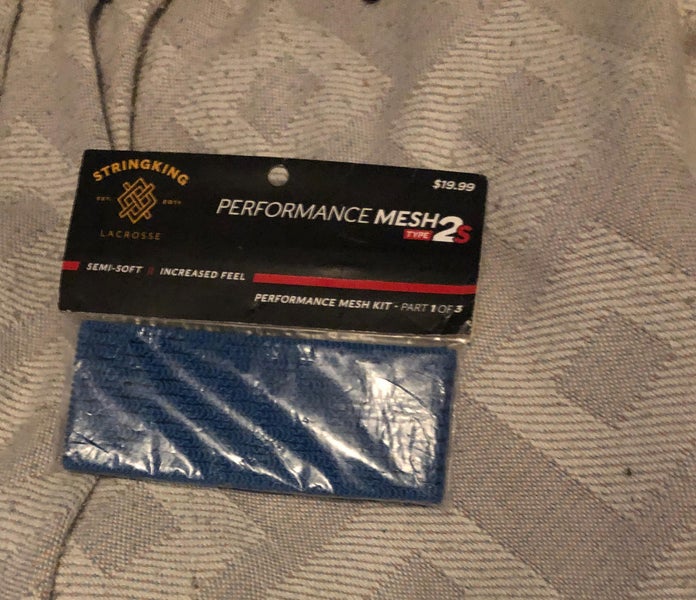 STRINGKING
EST. 2011
LACROSSE
$19.99
PERFORMANCE MESH
TYPE 2S
SEMI-SOFT || INCREASED FEEL
PERFORMANCE MESH KIT - PART 1 OF 3